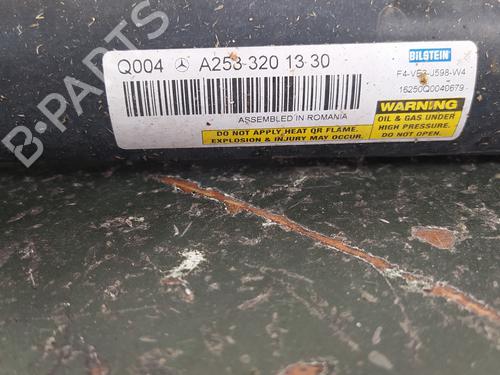 Q004 A253 320 13 30
BILSTEIN
F4-VE3-J598-W4
16250Q0040679
ASSEMBLED IN ROMANIA
DO NOT APPLY HEAT OR FLAME.
EXPLOSION & INJURY MAY OCCUR.
WARNING
OIL & GAS UNDER
HIGH PRESSURE.
DO NOT OPEN.
B-PARTS